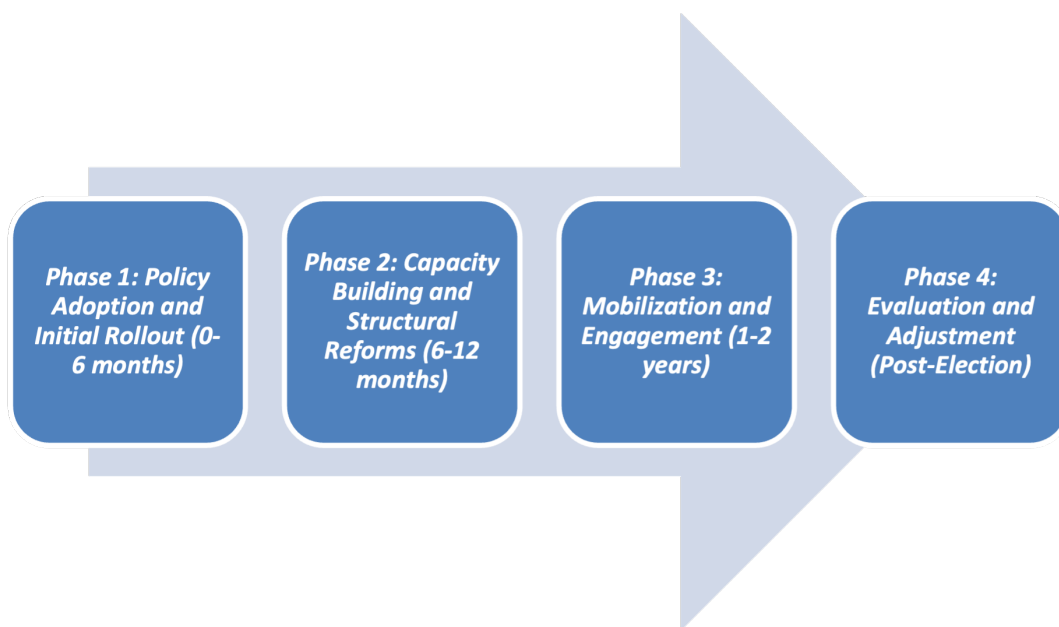 Phase 1: Policy
Adoption and
Initial Rollout (0-
6 months)
Phase 2: Capacity
Building and
Structural
Reforms (6-12
months)
Phase 3:
Mobilization and
Engagement (1-2
years)
Phase 4:
Evaluation and
Adjustment
(Post-Election)